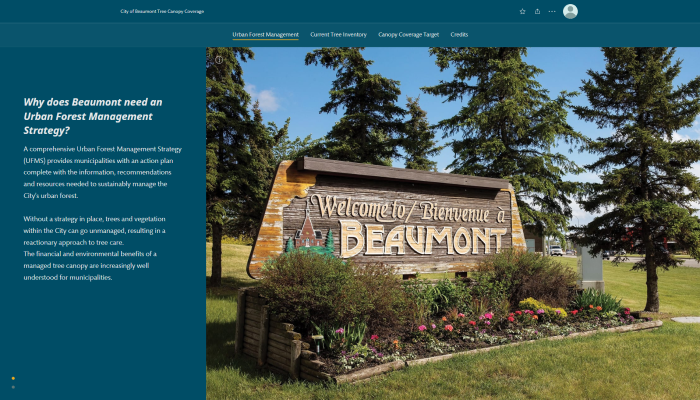 City of Beaumont Tree Canopy Coverage
Urban Forest Management
Current Tree Inventory
Canopy Coverage Target
Credits
Why does Beaumont need an
Urban Forest Management
Strategy?
A comprehensive Urban Forest Management Strategy
(UFMS) provides municipalities with an action plan
complete with the information, recommendations
and resources needed to sustainably manage the
City's urban forest.
Without a strategy in place, trees and vegetation
within the City can go unmanaged, resulting in a
reactionary approach to tree care.
The financial and environmental benefits of a
managed tree canopy are increasingly well
understood for municipalities.
Welcome to / Bienvenue a
BEAUMONT